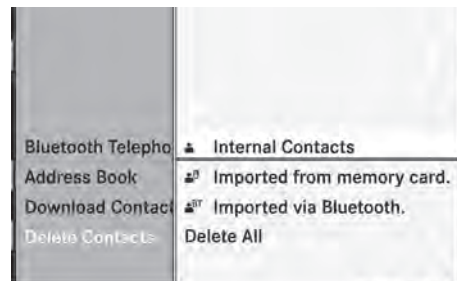 Bluetooth Telepho
Address Book
Download Contact
Delete Contacts
Internal Contacts
Imported from memory card.
Imported via Bluetooth.
Delete All